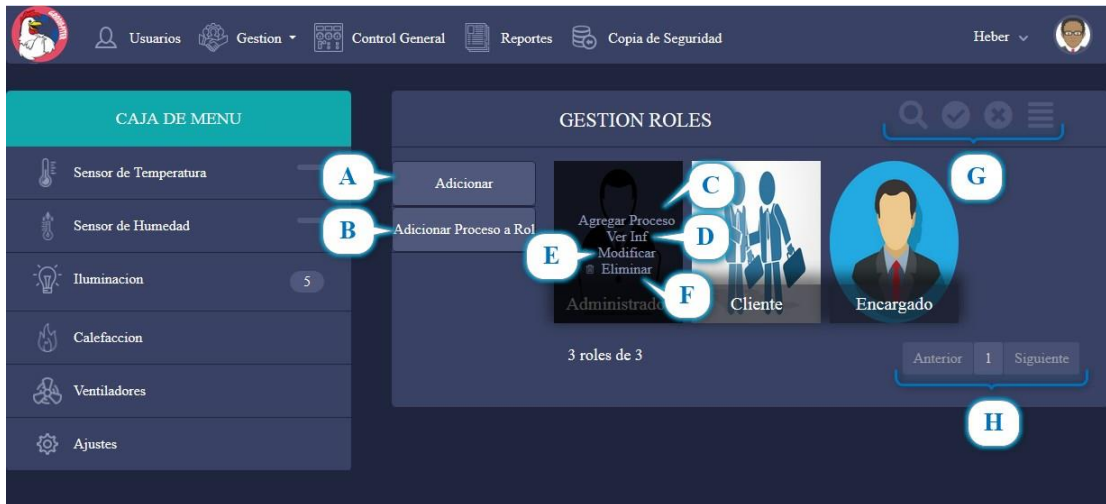 Usuarios Gestion Control General Reportes Copia de Seguridad Heber
CAJA DE MENU
GESTION ROLES
Sensor de Temperatura
Sensor de Humedad
Iluminacion 5
Calefaccion
Ventiladores
Ajustes
A Adicionar
B Adicionar Proceso a Rol
C
Agregar Proceso
Ver Inf D
E Modificar
Eliminar F
Administrado
Cliente
Encargado
G
3 roles de 3
Anterior 1 Siguiente
H